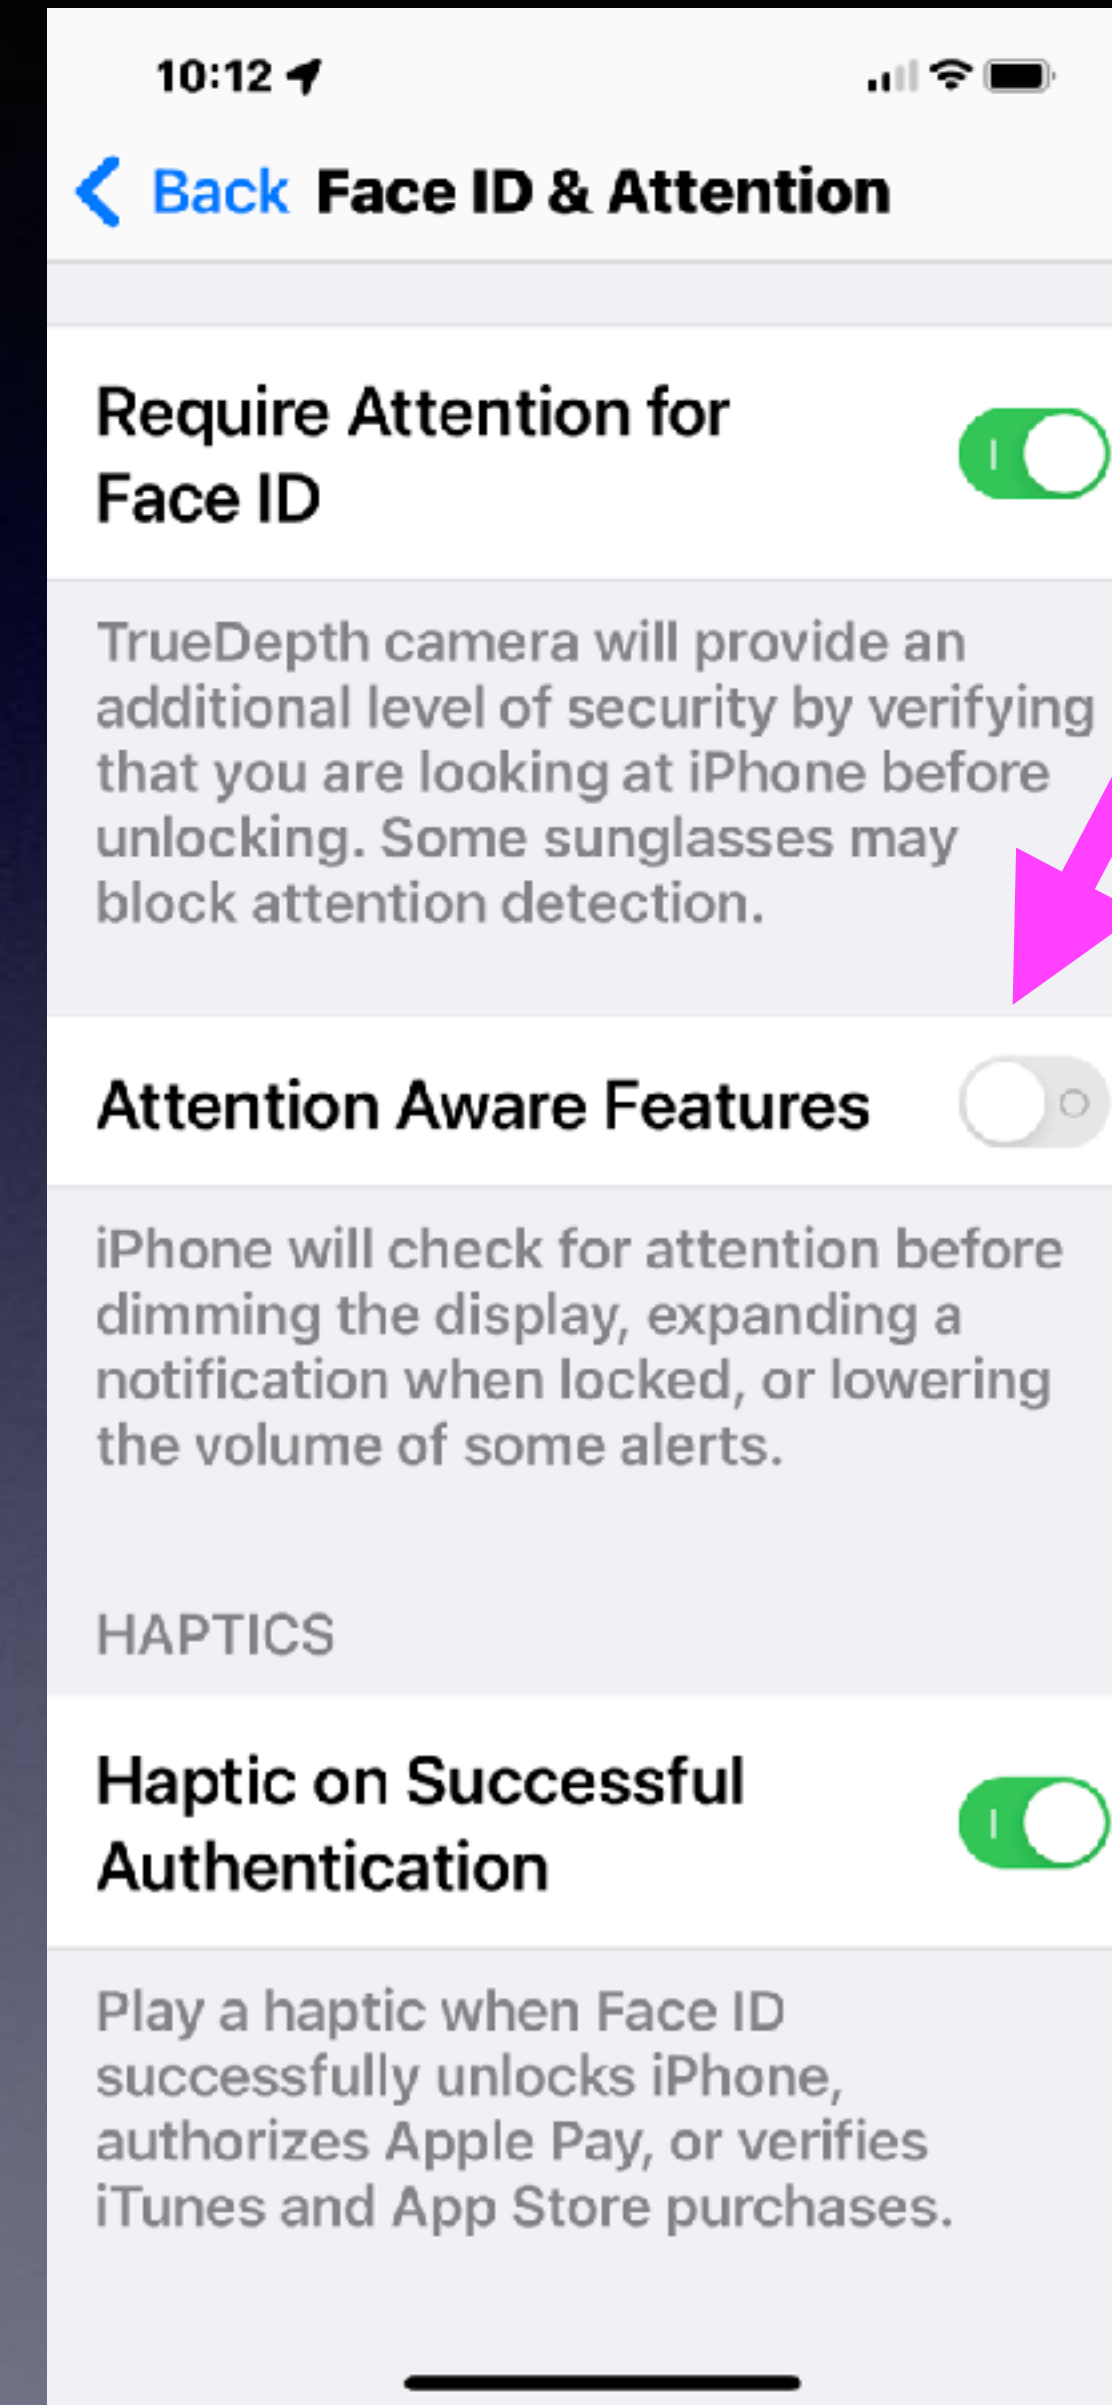 10:12
Back Face ID & Attention
Require Attention for
Face ID
TrueDepth camera will provide an
additional level of security by verifying
that you are looking at iPhone before
unlocking. Some sunglasses may
block attention detection.
Attention Aware Features
iPhone will check for attention before
dimming the display, expanding a
notification when locked, or lowering
the volume of some alerts.
HAPTICS
Haptic on Successful
Authentication
Play a haptic when Face ID
successfully unlocks iPhone,
authorizes Apple Pay, or verifies
iTunes and App Store purchases.